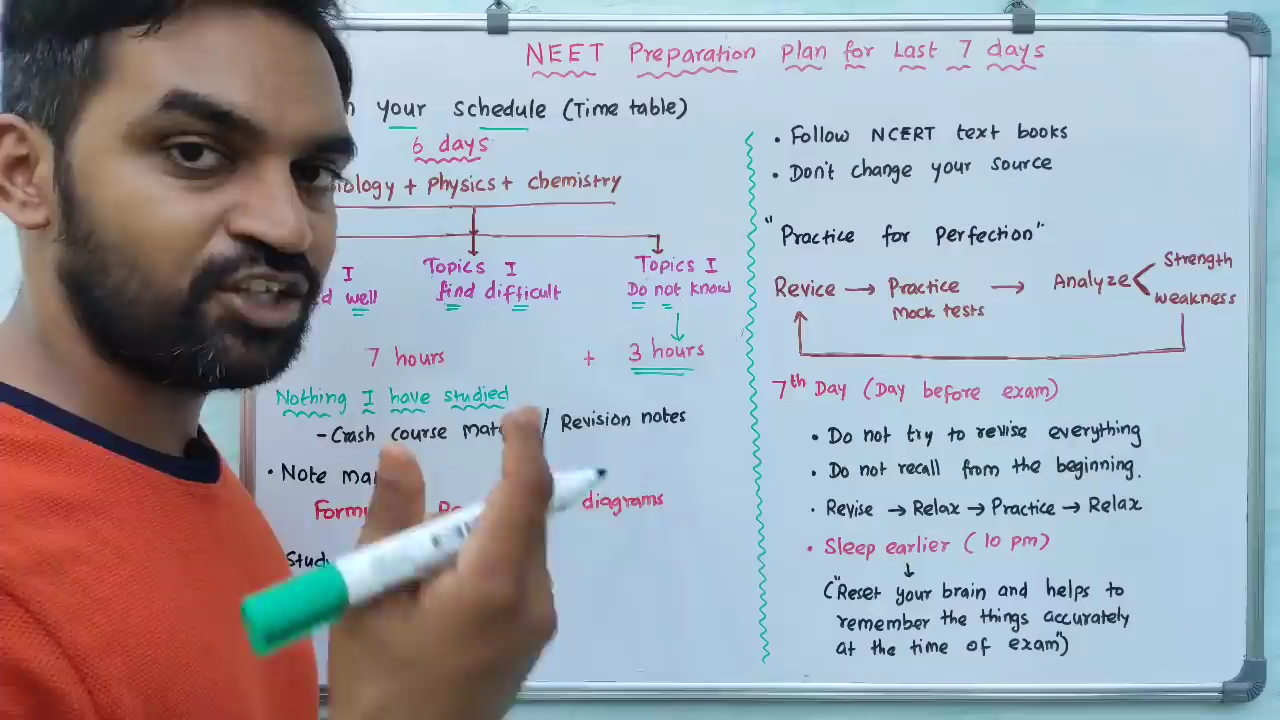 NEET Preparation Plan for Last 7 days
your schedule (Time table)
6 days
Physics + chemistry
I well
Topics I find difficult
Topics I Do not know
7 hours + 3 hours
Nothing I have studied
- Crash course / Revision notes
• Note
diagrams
• Follow NCERT text books
• Don't change your source
"Practice for perfection"
Revice → Practice Mock tests → Analyze
Strength
weakness
7th Day (Day before exam)
• Do not try to revise everything
• Do not recall from the beginning.
• Revise → Relax → Practice → Relax
• Sleep earlier (10 pm)
("Reset your brain and helps to
remember the things accurately
at the time of exam")